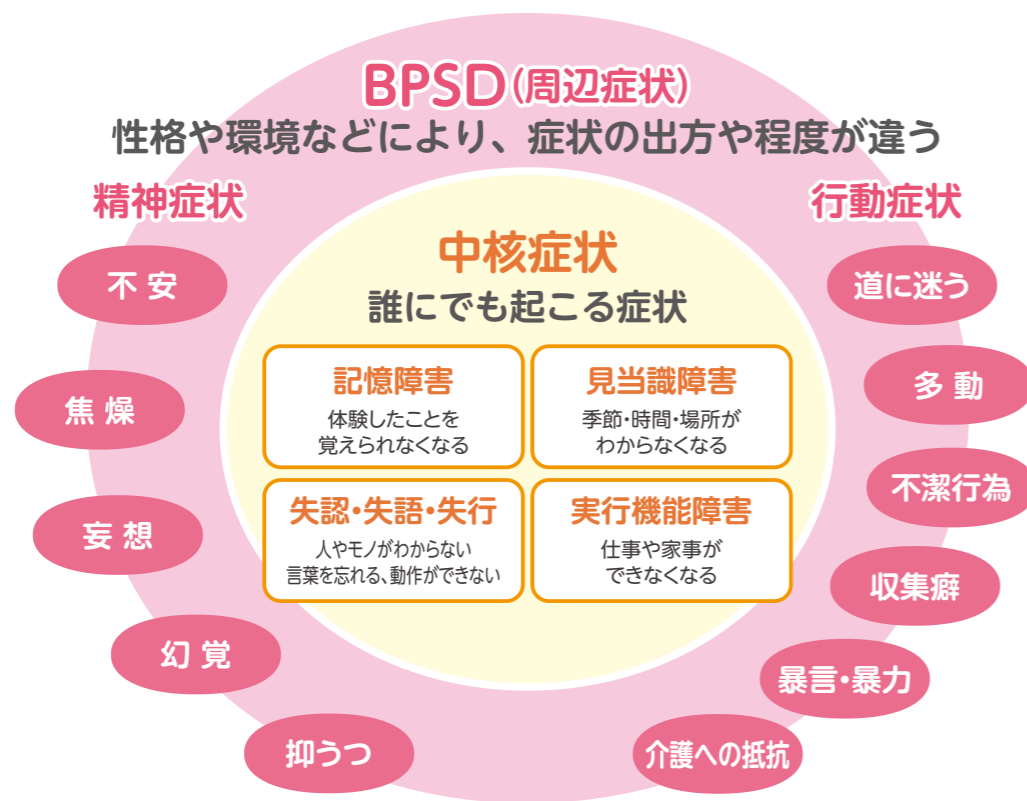 BPSD(周辺症状)
性格や環境などにより、症状の出方や程度が違う
精神症状
不安
焦燥
妄想
幻覚
抑うつ
中核症状
誰にでも起こる症状
記憶障害
体験したことを
覚えられなくなる
見当識障害
季節・時間・場所が
わからなくなる
失認・失語・失行
人やモノがわからない
言葉を忘れる、動作ができない
実行機能障害
仕事や家事が
できなくなる
行動症状
道に迷う
多動
不潔行為
収集癖
暴言・暴力
介護への抵抗